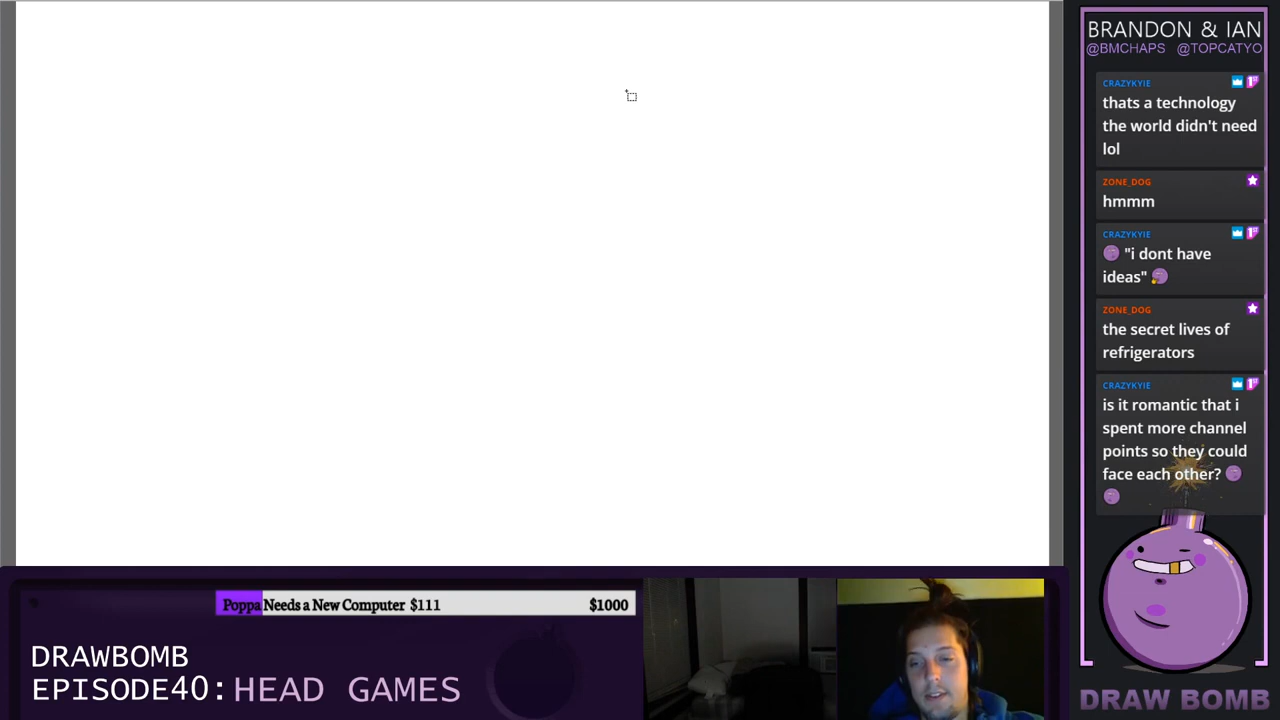 BRANDON & IAN
@BMCHAPS @TOPCATYO
CRAZYKYIE
thats a technology
the world didn't need
lol
ZONE_DOG
hmmm
CRAZYKYIE
"i dont have
ideas"
ZONE_DOG
the secret lives of
refrigerators
CRAZYKYIE
is it romantic that i
spent more channel
points so they could
face each other?
Poppa Needs a New Computer $111 $1000
DRAWBOMB
EPISODE40: HEAD GAMES
DRAW BOMB